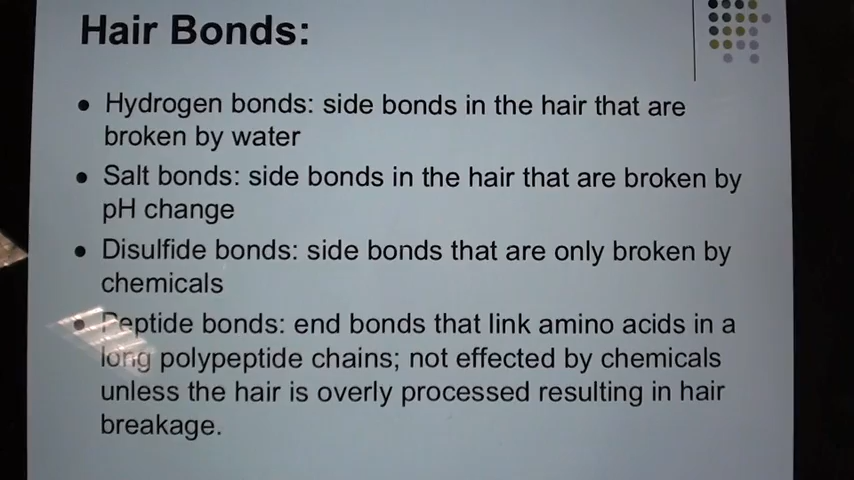 Hair Bonds:
• Hydrogen bonds: side bonds in the hair that are
broken by water
• Salt bonds: side bonds in the hair that are broken by
pH change
• Disulfide bonds: side bonds that are only broken by
chemicals
• Peptide bonds: end bonds that link amino acids in a
long polypeptide chains; not effected by chemicals
unless the hair is overly processed resulting in hair
breakage.